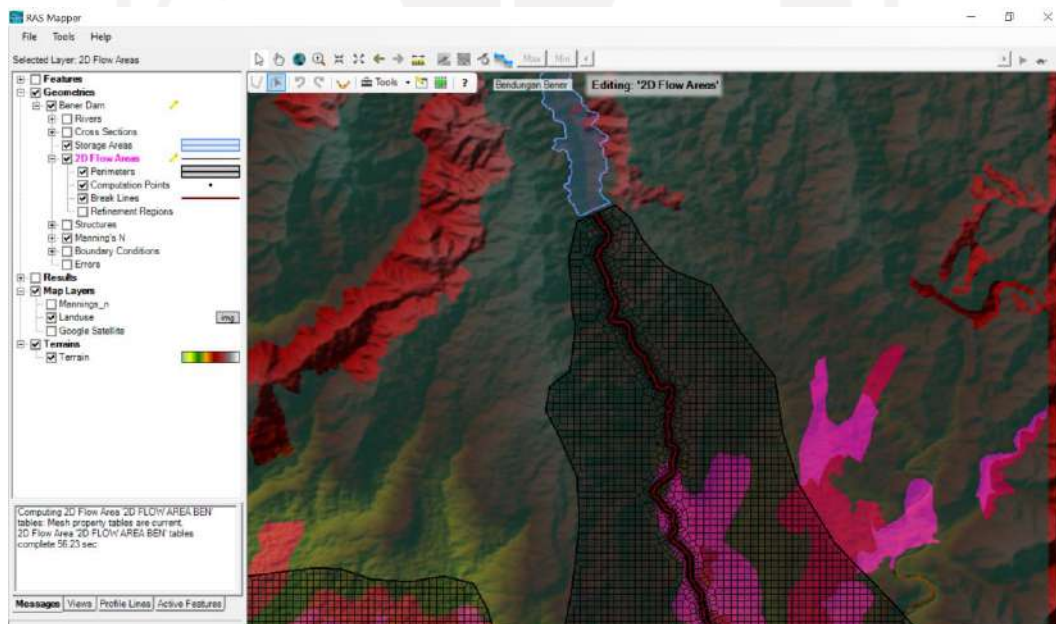 RAS Mapper
File Tools Help
Selected Layer: 2D Flow Areas
Max Min
Tools ?
Bendungan Bener
Editing: '2D Flow Areas'
Features
Geometries
Bener Dam
Rivers
Cross Sections
Storage Areas
2D Flow Areas
Perimeters
Computation Points
Break Lines
Refinement Regions
Structures
Manning's N
Boundary Conditions
Errors
Results
Map Layers
Mannings_n
Landuse
img
Google Satellite
Terrains
Terrain
Computing 2D Flow Area '2D FLOW AREA BEN'
tables: Mesh property tables are current.
2D Flow Area '2D FLOW AREA BEN' tables
complete 56.23 sec
Messages Views Profile Lines Active Features